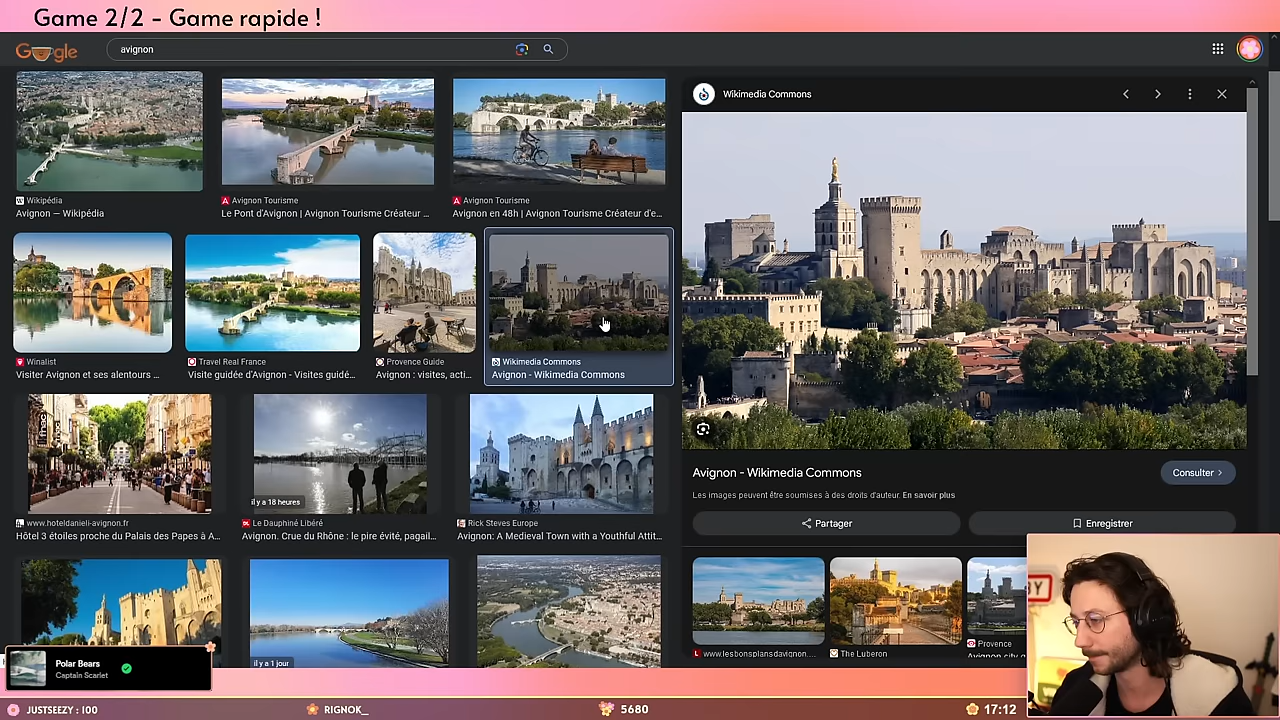 Game 2/2 - Game rapide !
Google
avignon
Wikimedia Commons
Wikipédia
Avignon — Wikipédia
Avignon Tourisme
Le Pont d'Avignon | Avignon Tourisme Créateur ...
Avignon Tourisme
Avignon en 48h | Avignon Tourisme Créateur d'e...
Winalist
Visiter Avignon et ses alentours ...
Travel Real France
Visite guidée d'Avignon - Visites guidé...
Provence Guide
Avignon : visites, acti...
Wikimedia Commons
Avignon - Wikimedia Commons
Avignon - Wikimedia Commons
Consulter
Les images peuvent être soumises à des droits d'auteur. En savoir plus
Partager
Enregistrer
il y a 18 heures
www.hoteldanieli-avignon.fr
Hôtel 3 étoiles proche du Palais des Papes à A...
Le Dauphiné Libéré
Avignon. Crue du Rhône : le pire évité, pagail...
Rick Steves Europe
Avignon: A Medieval Town with a Youthful Attit...
il y a 1 jour
www.lesbonsplansdavignon....
The Luberon
Provence
Polar Bears
Captain Scarlet
JUSTSEEZY : 100
RIGNOK_
5680
17:12